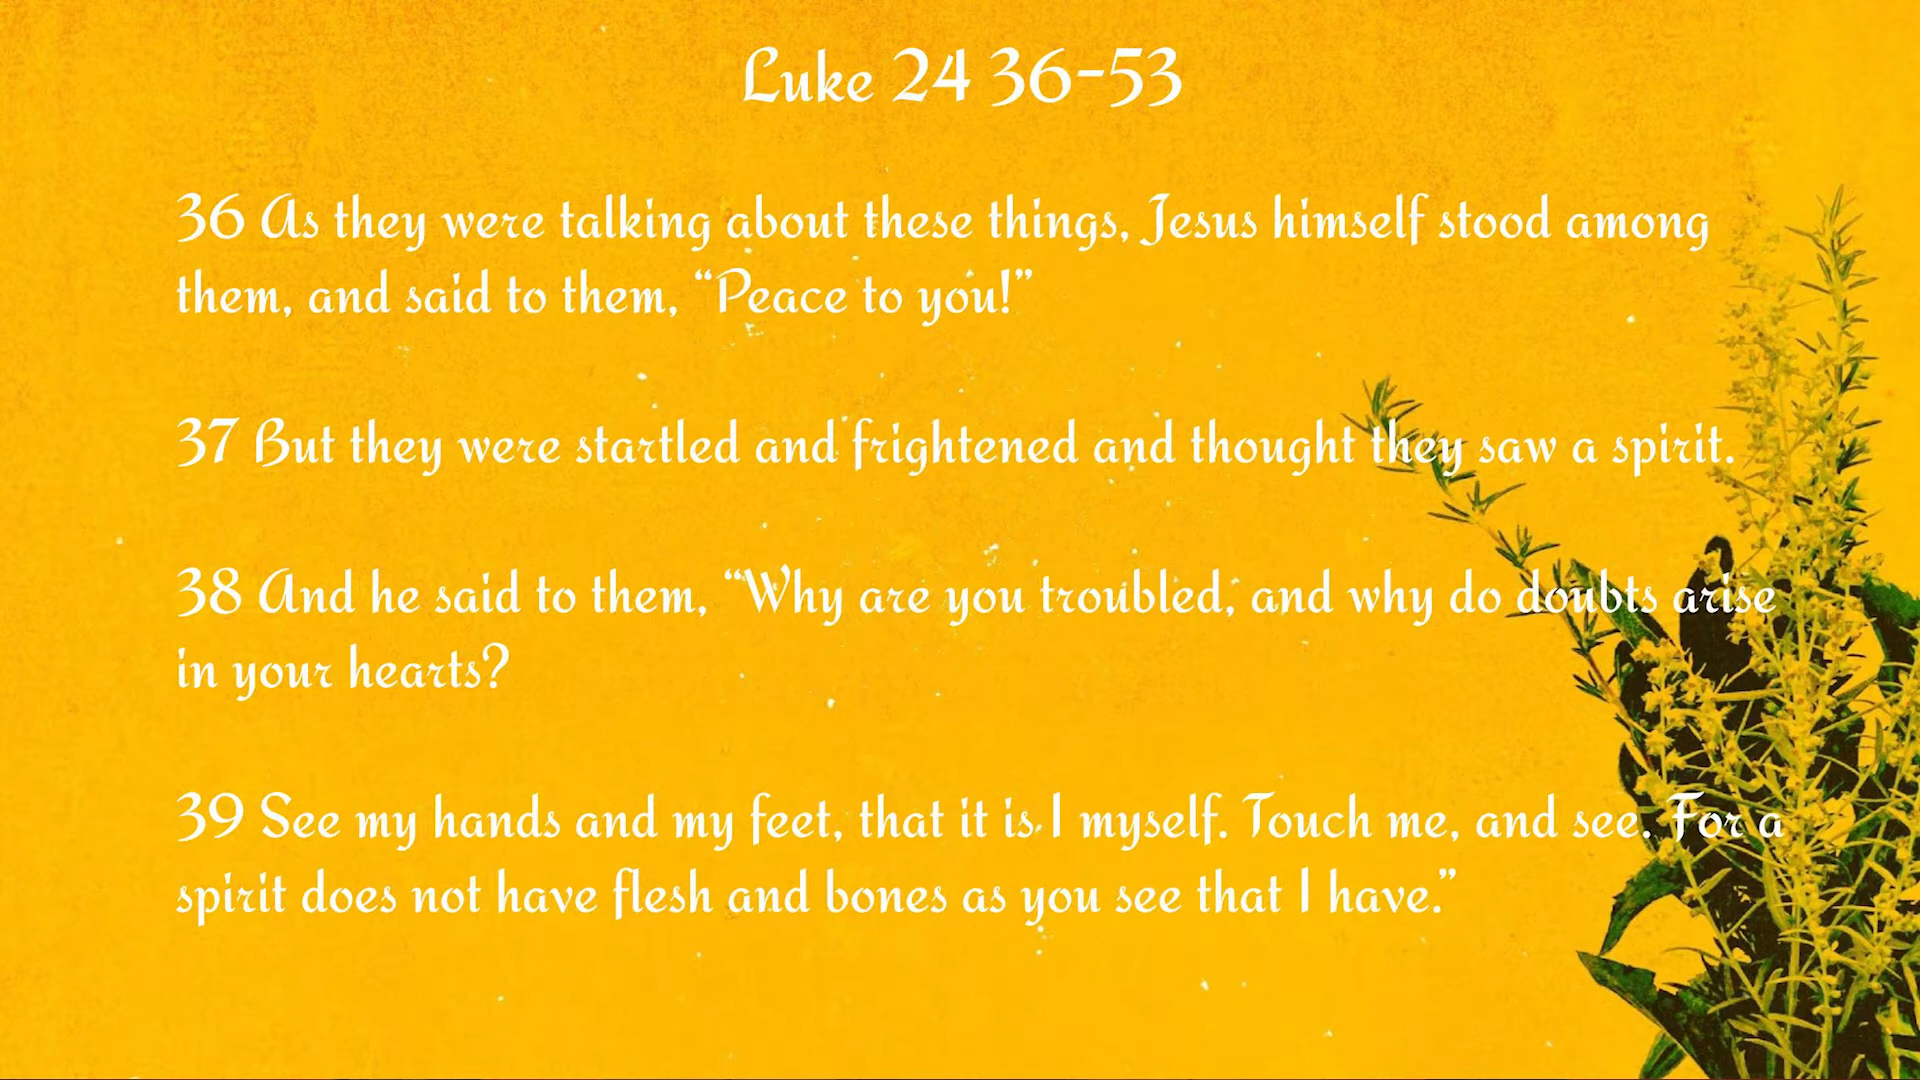 Luke 24 36-53
36 As they were talking about these things, Jesus himself stood among
them, and said to them, “Peace to you!”
37 But they were startled and frightened and thought they saw a spirit.
38 And he said to them, “Why are you troubled, and why do doubts arise
in your hearts?
39 See my hands and my feet, that it is I myself. Touch me, and see. For a
spirit does not have flesh and bones as you see that I have.”